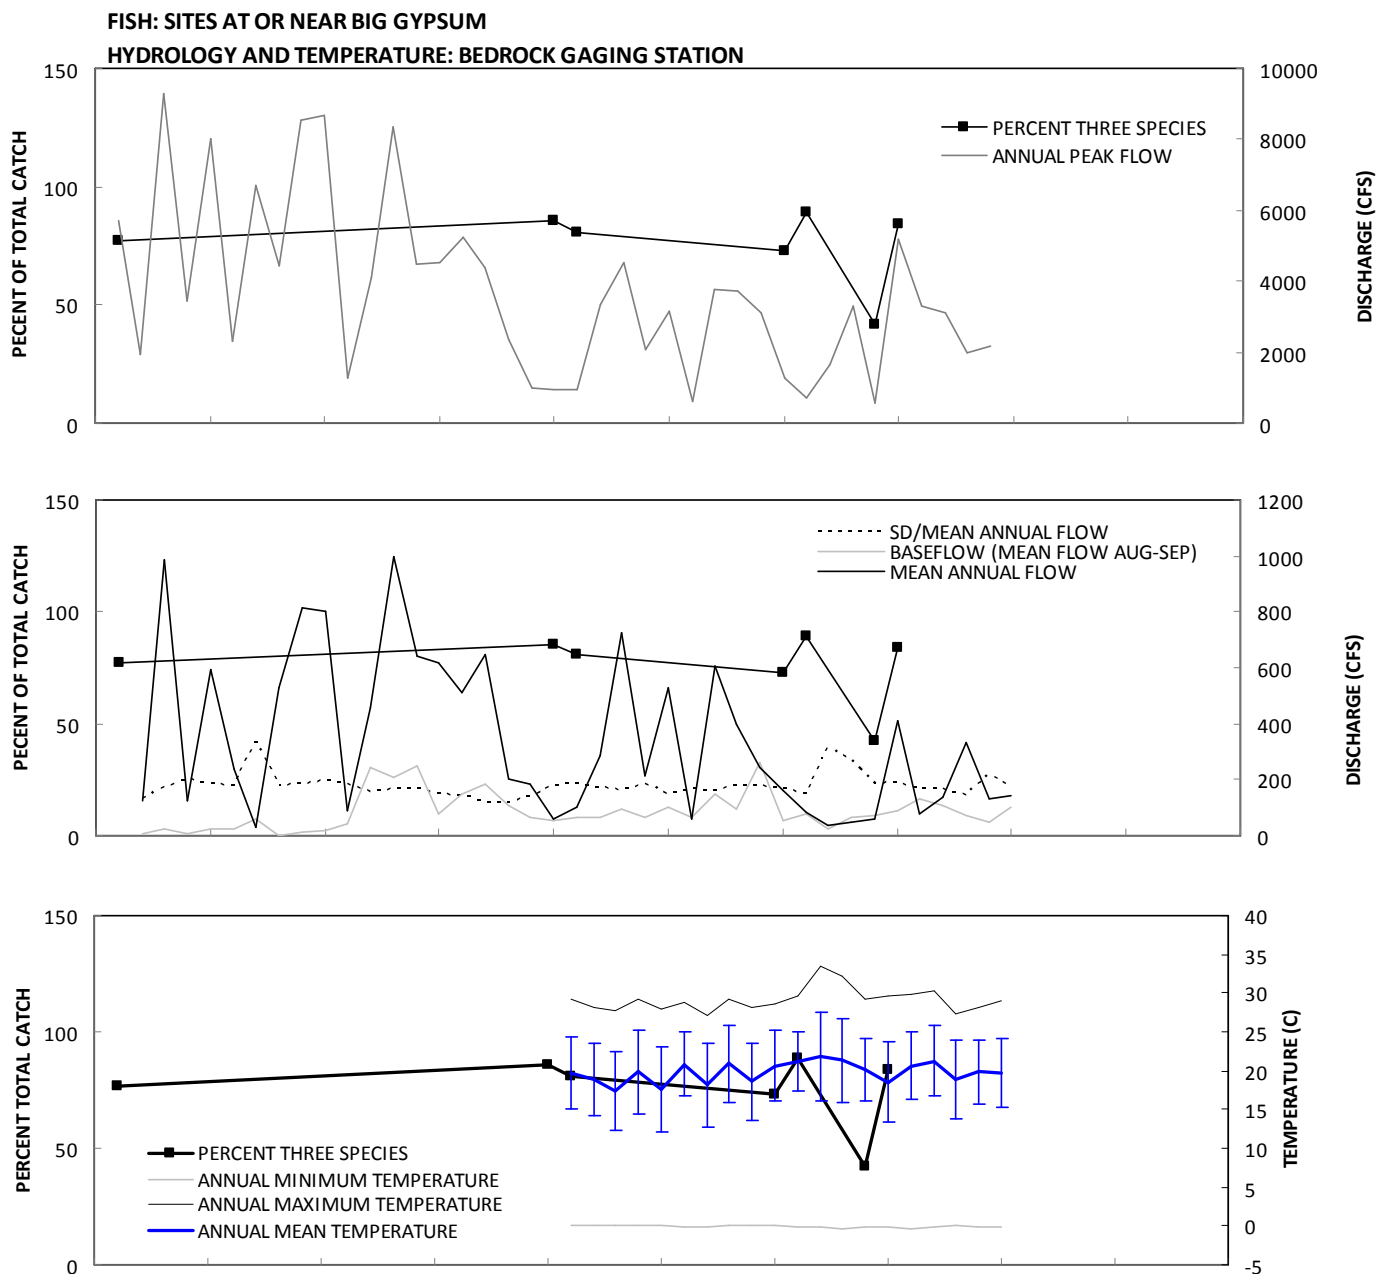 FISH: SITES AT OR NEAR BIG GYPSUM
HYDROLOGY AND TEMPERATURE: BEDROCK GAGING STATION
150
100
50
0
PECENT OF TOTAL CATCH
PERCENT THREE SPECIES
ANNUAL PEAK FLOW
10000
8000
6000
4000
2000
0
DISCHARGE (CFS)
150
100
50
0
PECENT OF TOTAL CATCH
SD/MEAN ANNUAL FLOW
BASEFLOW (MEAN FLOW AUG-SEP)
MEAN ANNUAL FLOW
1200
1000
800
600
400
200
0
DISCHARGE (CFS)
150
100
50
0
PERCENT TOTAL CATCH
PERCENT THREE SPECIES
ANNUAL MINIMUM TEMPERATURE
ANNUAL MAXIMUM TEMPERATURE
ANNUAL MEAN TEMPERATURE
40
35
30
25
20
15
10
5
0
-5
TEMPERATURE (C)